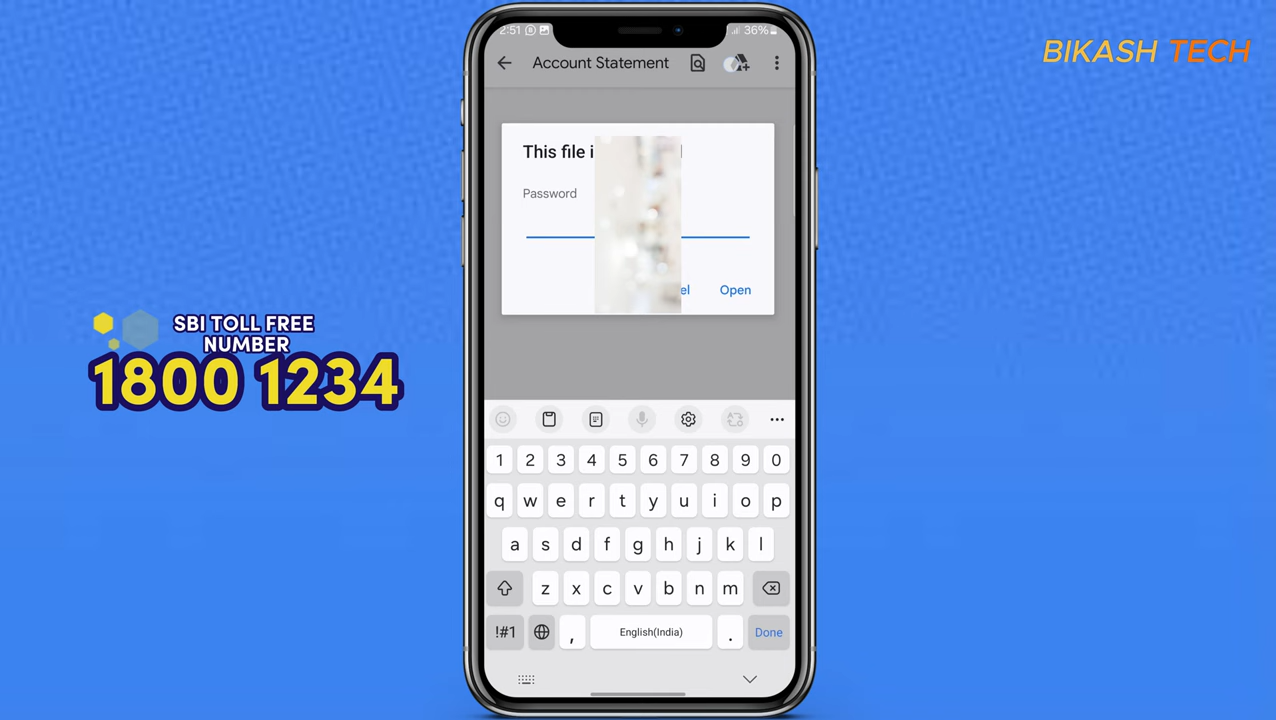 BIKASH TECH
2:51
36%
Account Statement
This file i
Password
el Open
SBI TOLL FREE
NUMBER
1800 1234
1 2 3 4 5 6 7 8 9 0
q w e r t y u i o p
a s d f g h j k l
z x c v b n m
!#1 , English(India) . Done